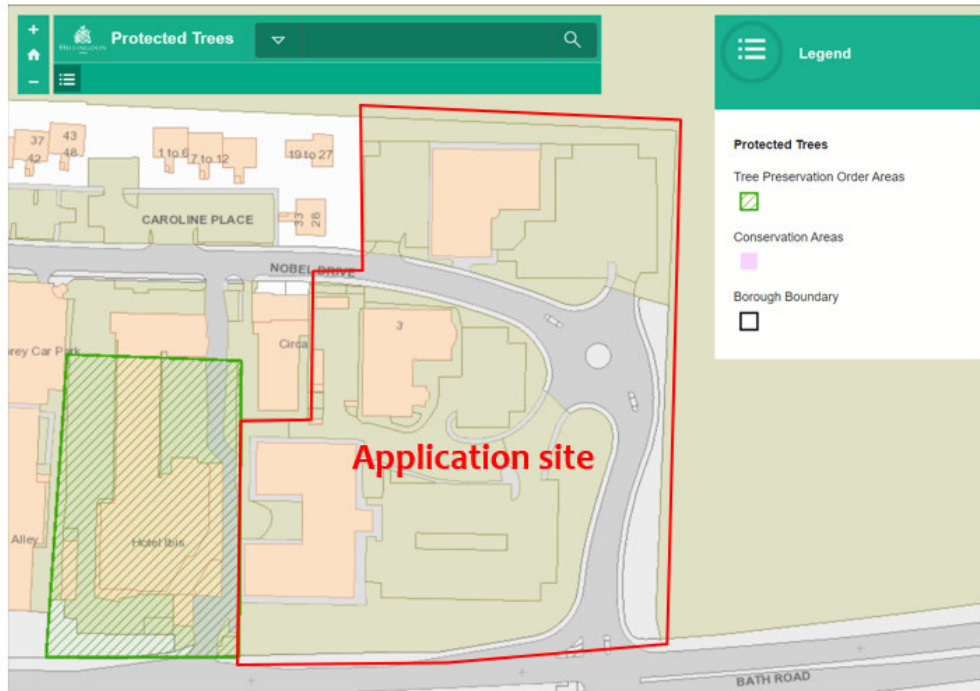 +
−
HILLINGDON
Protected Trees
Legend
Protected Trees
Tree Preservation Order Areas
Conservation Areas
Borough Boundary
37
42
43
48
1 to 6
7 to 12
19 to 27
33
28
CAROLINE PLACE
NOBEL DRIVE
rey Car Park
Circa
3
Application site
Alley
Hotel Ibis
BATH ROAD